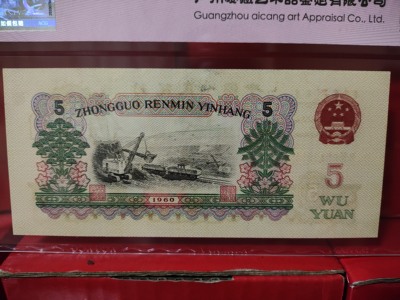 Guangzhou aicang art Appraisal Co., Ltd.
5
5
ZHONGGUO RENMIN YINHANG
5
WU
YUAN
1960